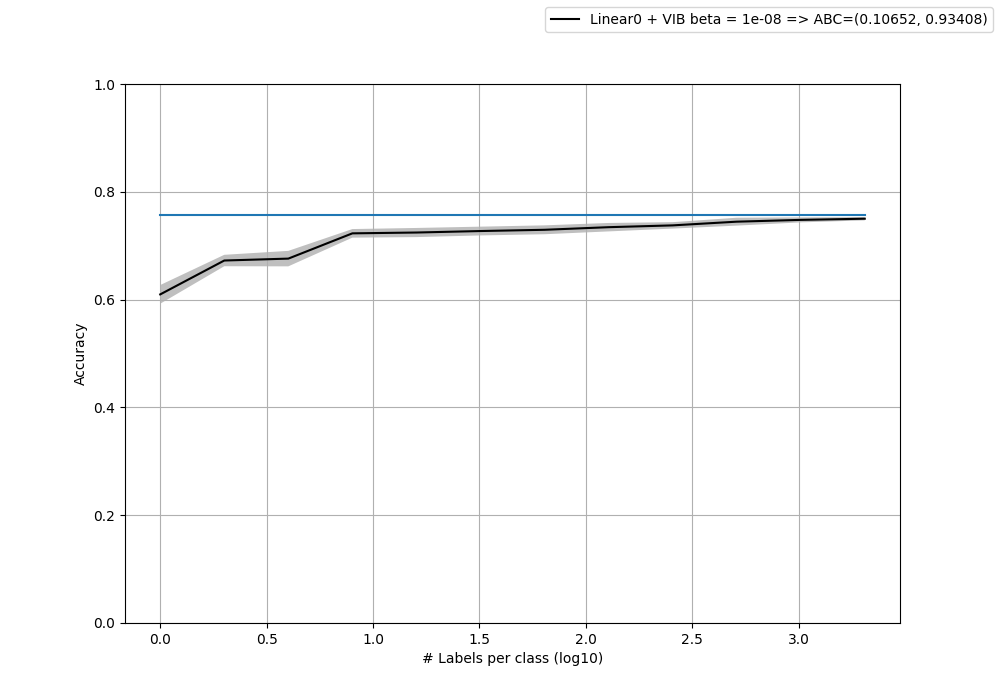 Linear0 + VIB beta = 1e-08 => ABC=(0.10652, 0.93408)
1.0
0.8
0.6
0.4
0.2
0.0
Accuracy
0.0 0.5 1.0 1.5 2.0 2.5 3.0
# Labels per class (log10)